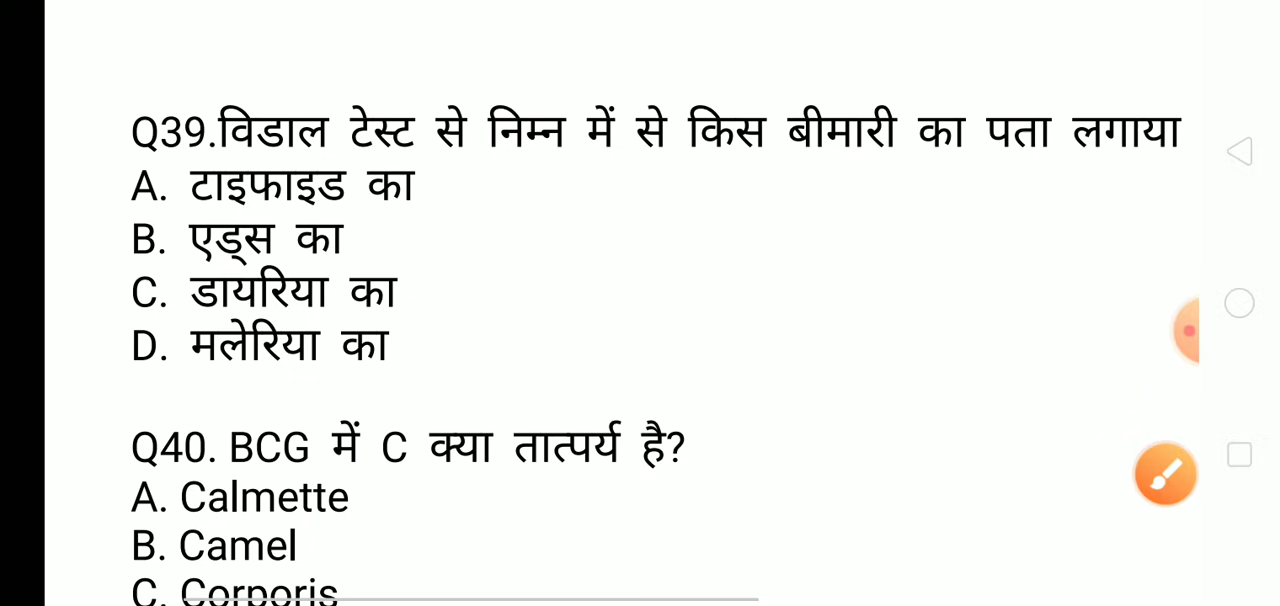 Q39.विडाल टेस्ट से निम्न में से किस बीमारी का पता लगाया
A. टाइफाइड का
B. एड्स का
C. डायरिया का
D. मलेरिया का
Q40. BCG में C क्या तात्पर्य है?
A. Calmette
B. Camel
C. Corporis